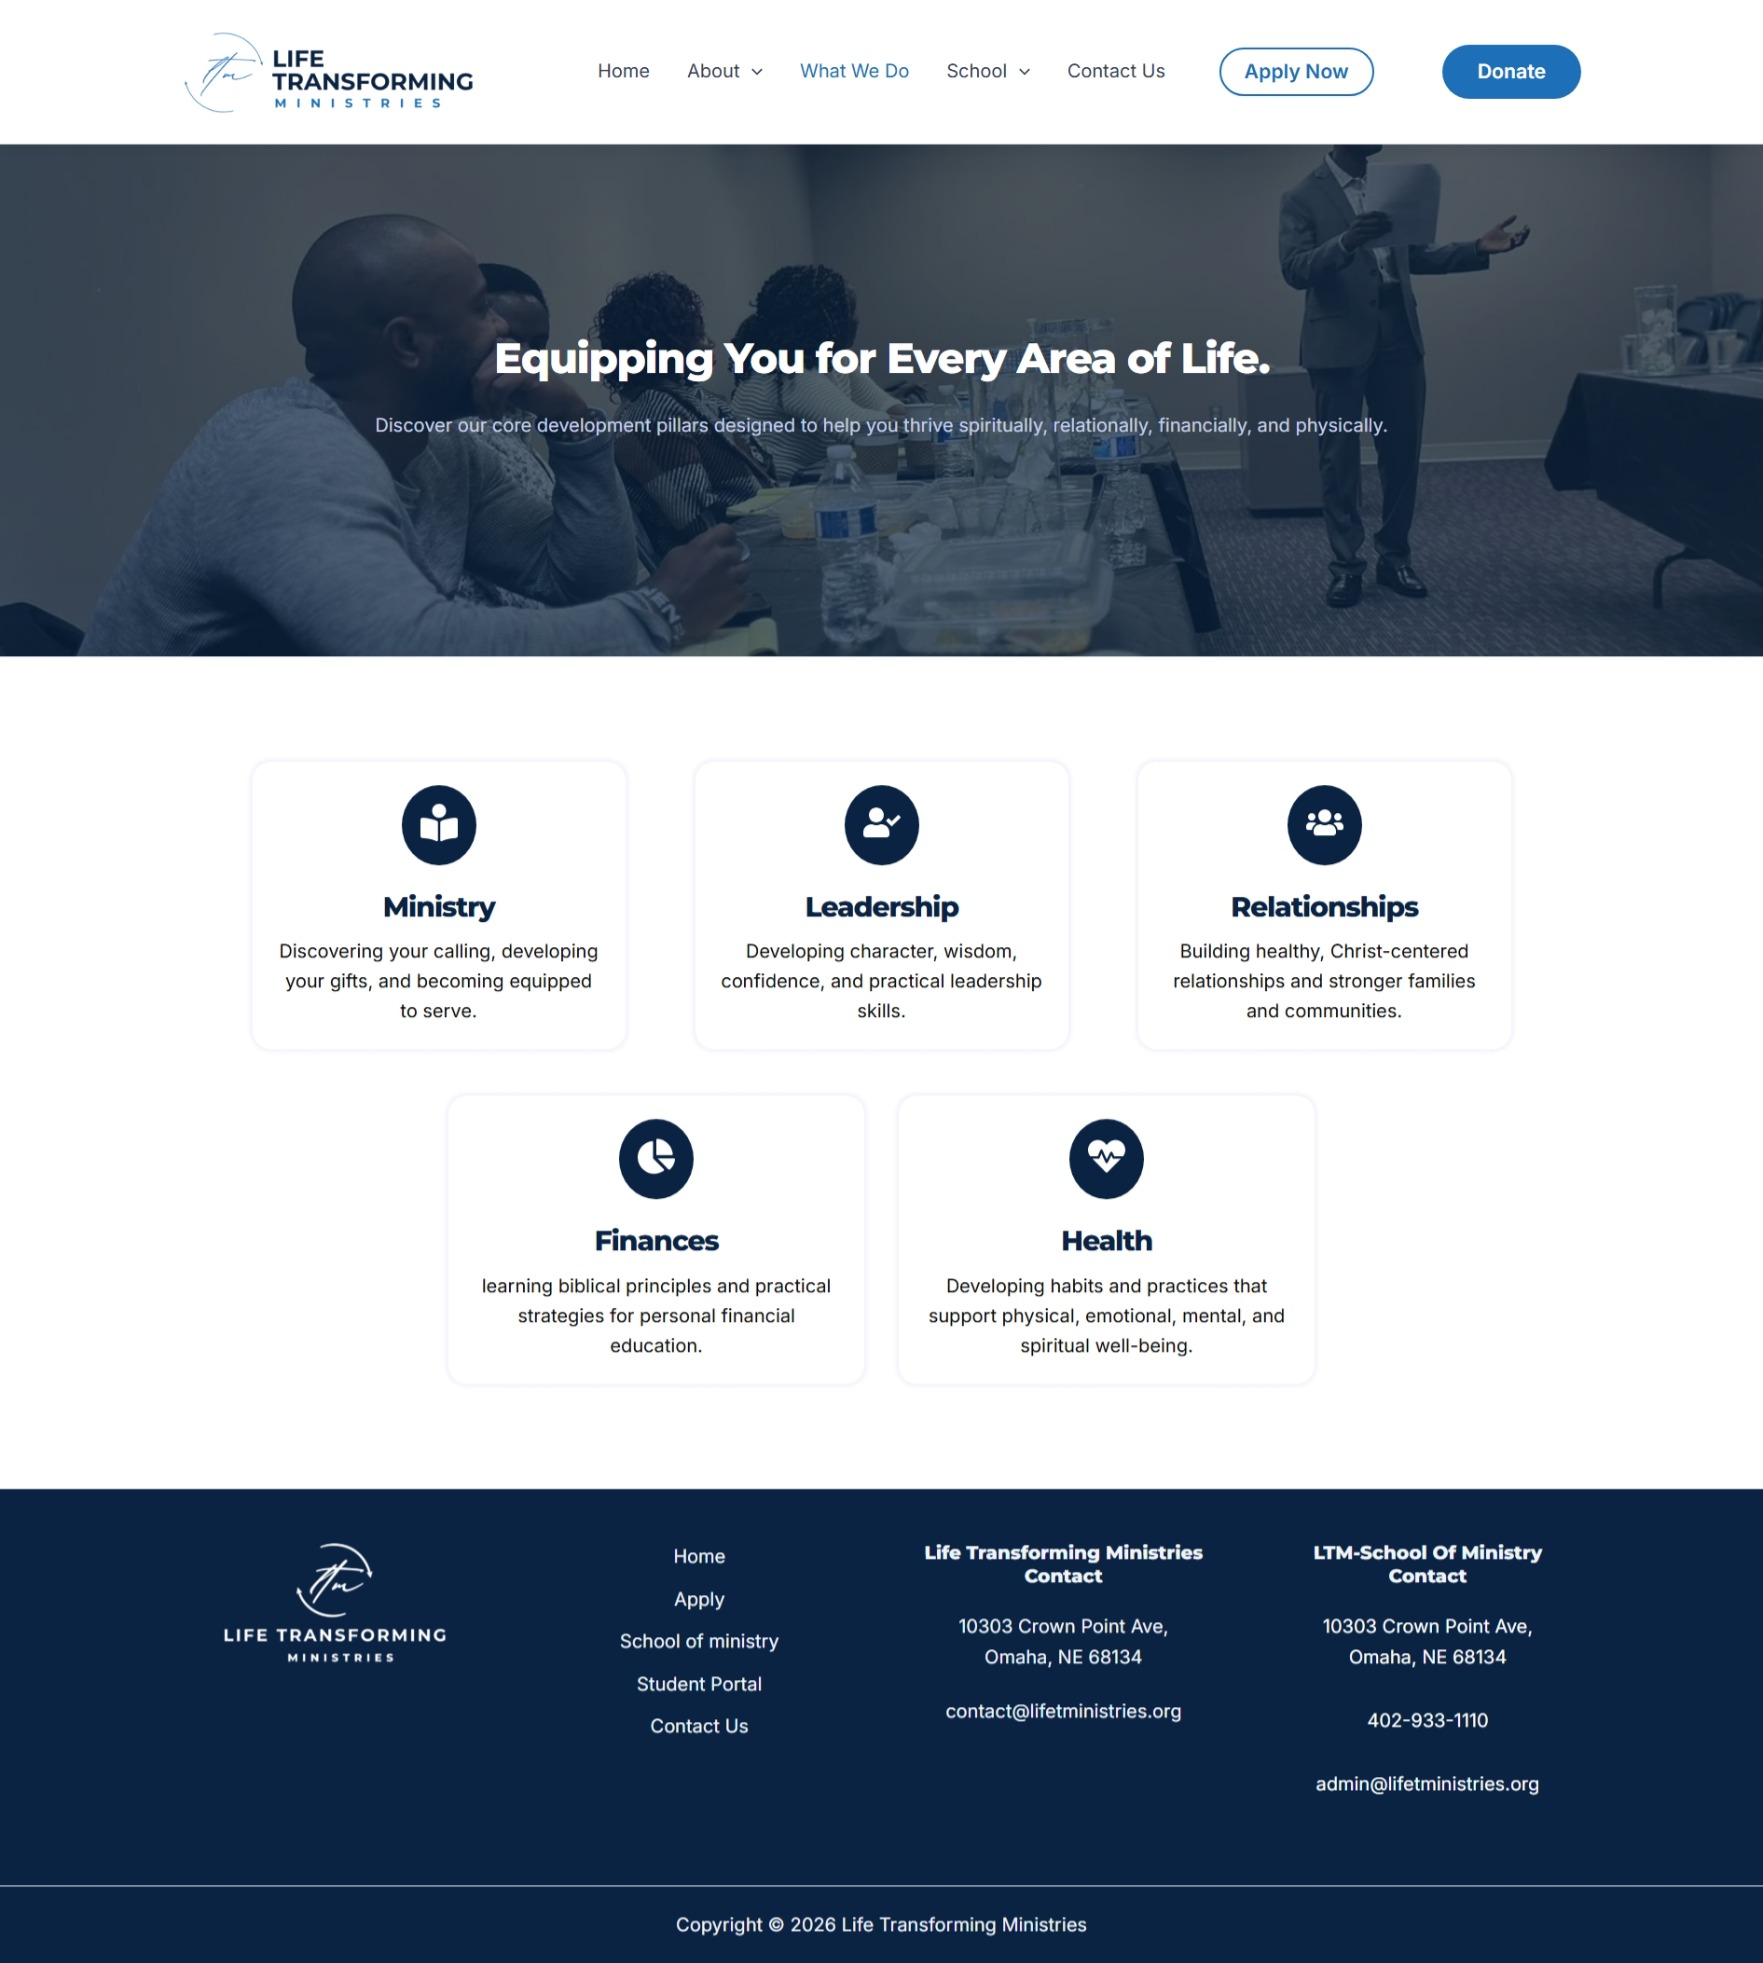 LIFE
TRANSFORMING
MINISTRIES
Home
About
What We Do
School
Contact Us
Apply Now
Donate
Equipping You for Every Area of Life.
Discover our core development pillars designed to help you thrive spiritually, relationally, financially, and physically.
Ministry
Discovering your calling, developing
your gifts, and becoming equipped
to serve.
Leadership
Developing character, wisdom,
confidence, and practical leadership
skills.
Relationships
Building healthy, Christ-centered
relationships and stronger families
and communities.
Finances
learning biblical principles and practical
strategies for personal financial
education.
Health
Developing habits and practices that
support physical, emotional, mental, and
spiritual well-being.
ltm
LIFE TRANSFORMING
MINISTRIES
Home
Apply
School of ministry
Student Portal
Contact Us
Life Transforming Ministries
Contact
10303 Crown Point Ave,
Omaha, NE 68134
contact@lifetministries.org
LTM-School Of Ministry
Contact
10303 Crown Point Ave,
Omaha, NE 68134
402-933-1110
admin@lifetministries.org
Copyright © 2026 Life Transforming Ministries